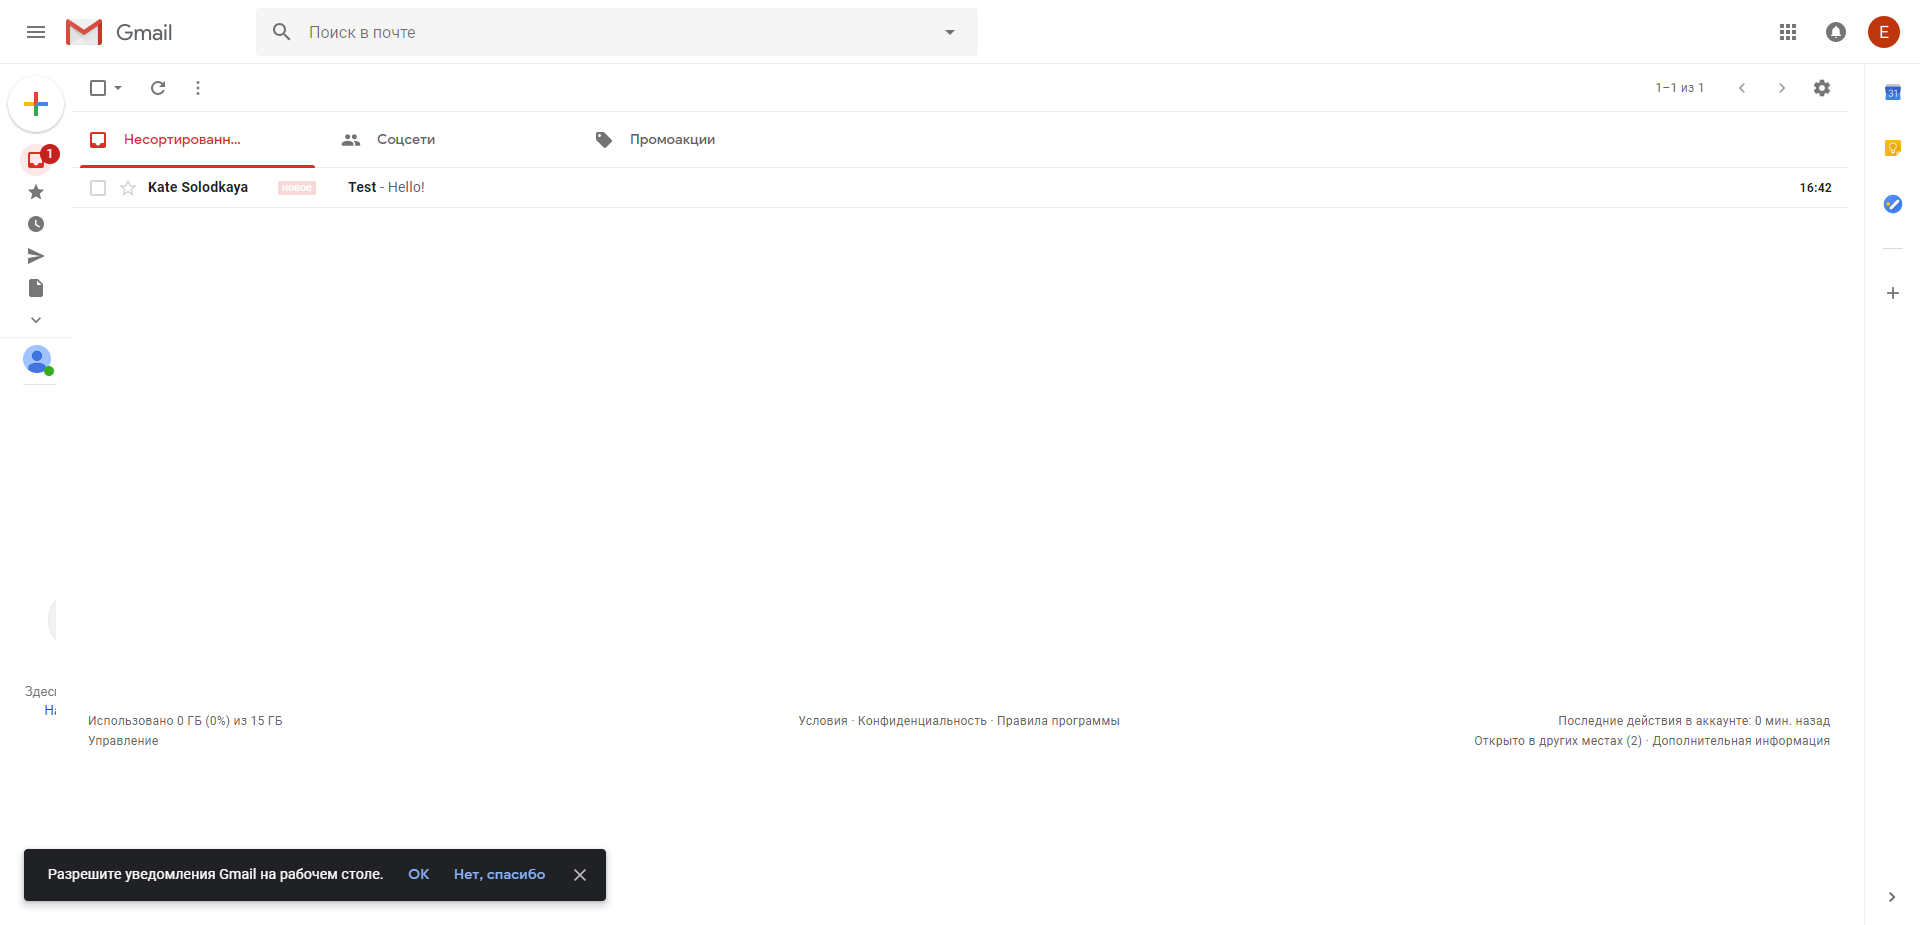 Gmail
Поиск в почте
E
1–1 из 1
31
Несортированн...
Соцсети
Промоакции
1
Kate Solodkaya
новое
Test - Hello!
16:42
Использовано 0 ГБ (0%) из 15 ГБ
Управление
Условия · Конфиденциальность · Правила программы
Последние действия в аккаунте: 0 мин. назад
Открыто в других местах (2) · Дополнительная информация
Разрешите уведомления Gmail на рабочем столе.
ОК
Нет, спасибо